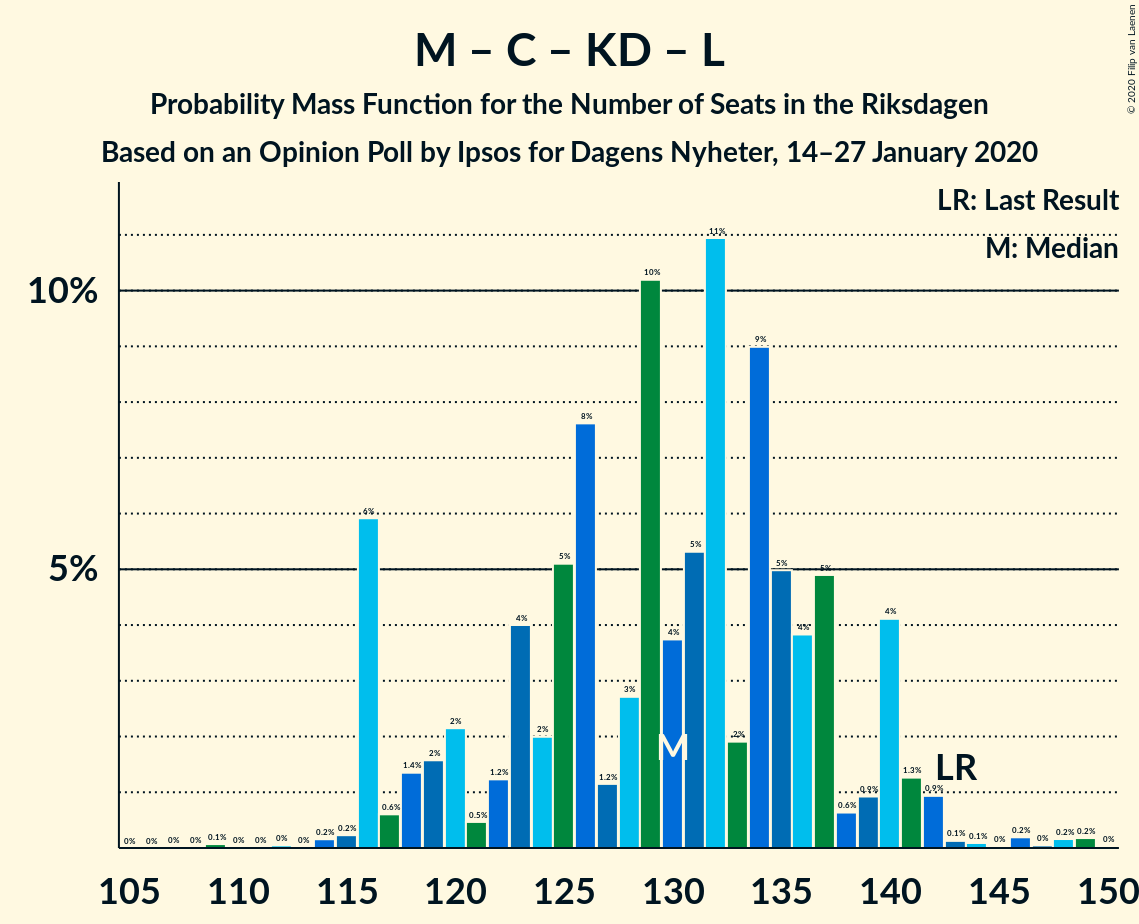 M – C – KD – L
Probability Mass Function for the Number of Seats in the Riksdagen
Based on an Opinion Poll by Ipsos for Dagens Nyheter, 14–27 January 2020
© 2020 Filip van Laenen
LR: Last Result
M: Median
10%
5%
0% 0% 0% 0% 0.1% 0% 0% 0% 0% 0.2% 0.2% 6% 0.6% 1.4% 2% 2% 0.5% 1.2% 4% 2% 5% 8% 1.2% 3% 10% 4% 5% 11% 2% 9% 5% 4% 5% 0.6% 0.9% 4% 1.3% 0.9% 0.1% 0.1% 0% 0.2% 0% 0.2% 0.2% 0%
M
LR
105 110 115 120 125 130 135 140 145 150